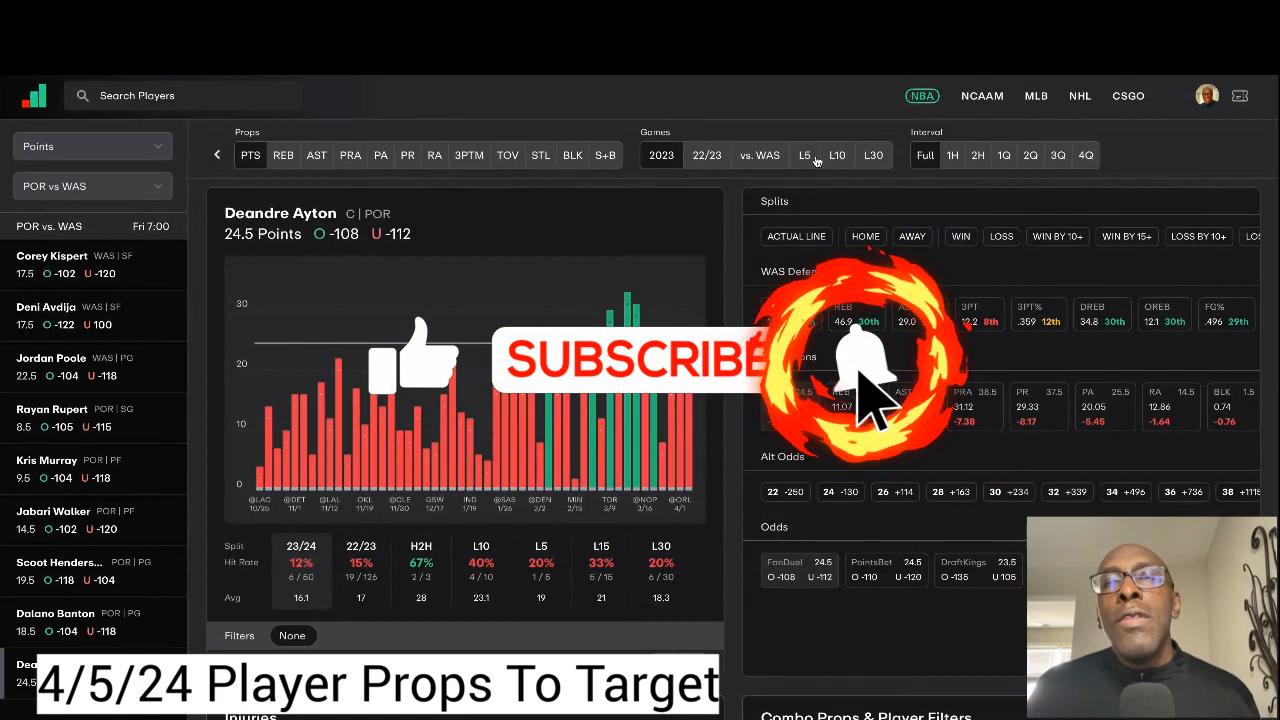 Search Players
NBA NCAAM MLB NHL CSGO
Points
POR vs WAS
POR vs. WAS Fri 7:00
Corey Kispert WAS | SF
17.5 O -102 U -120
Deni Avdija WAS | SF
17.5 O -122 U 100
Jordan Poole WAS | PG
22.5 O -104 U -118
Rayan Rupert POR | SG
8.5 O -105 U -115
Kris Murray POR | PF
9.5 O -104 U -118
Jabari Walker POR | PF
14.5 O -102 U -120
Scoot Henders... POR | PG
19.5 O -118 U -104
Dalano Banton POR | PG
18.5 O -104 U -118
Props
PTS REB AST PRA PA PR RA 3PTM TOV STL BLK S+B
Games
2023 22/23 vs. WAS L5 L10 L30
Interval
Full 1H 2H 1Q 2Q 3Q 4Q
Deandre Ayton C | POR
24.5 Points O -108 U -112
30
20
10
0
@LAC @DET @LAL OKL @CLE GSW IND @SAS @DEN MIN TOR @NOP @ORL
10/25 11/1 11/12 11/19 11/30 12/17 1/19 1/26 2/2 2/15 3/9 3/16 4/1
Split 23/24 22/23 H2H L10 L5 L15 L30
Hit Rate 12% 15% 67% 40% 20% 33% 20%
6 / 50 19 / 126 2 / 3 4 / 10 1 / 5 5 / 15 6 / 30
Avg 16.1 17 28 23.1 19 21 18.3
Filters None
Splits
ACTUAL LINE HOME AWAY WIN LOSS WIN BY 10+ WIN BY 15+ LOSS BY 10+
WAS Defen
REB 3PT 3PT% DREB OREB FG%
46.9 30th 29.0 12.2 8th .359 12th 34.8 30th 12.1 30th .496 29th
PRA 38.5 PR 37.5 PA 25.5 RA 14.5 BLK 1.5
11.07 31.12 29.33 20.05 12.86 0.74
-7.38 -8.17 -5.45 -1.64 -0.76
Alt Odds
22 -250 24 -130 26 +114 28 +163 30 +234 32 +339 34 +496 36 +736 38 +1115
Odds
FanDuel 24.5 PointsBet 24.5 DraftKings 23.5
O -108 U -112 O -110 U -120 O -135 U 105
SUBSCRIBE
4/5/24 Player Props To Target
Injuries
Combo Props & Player Filters